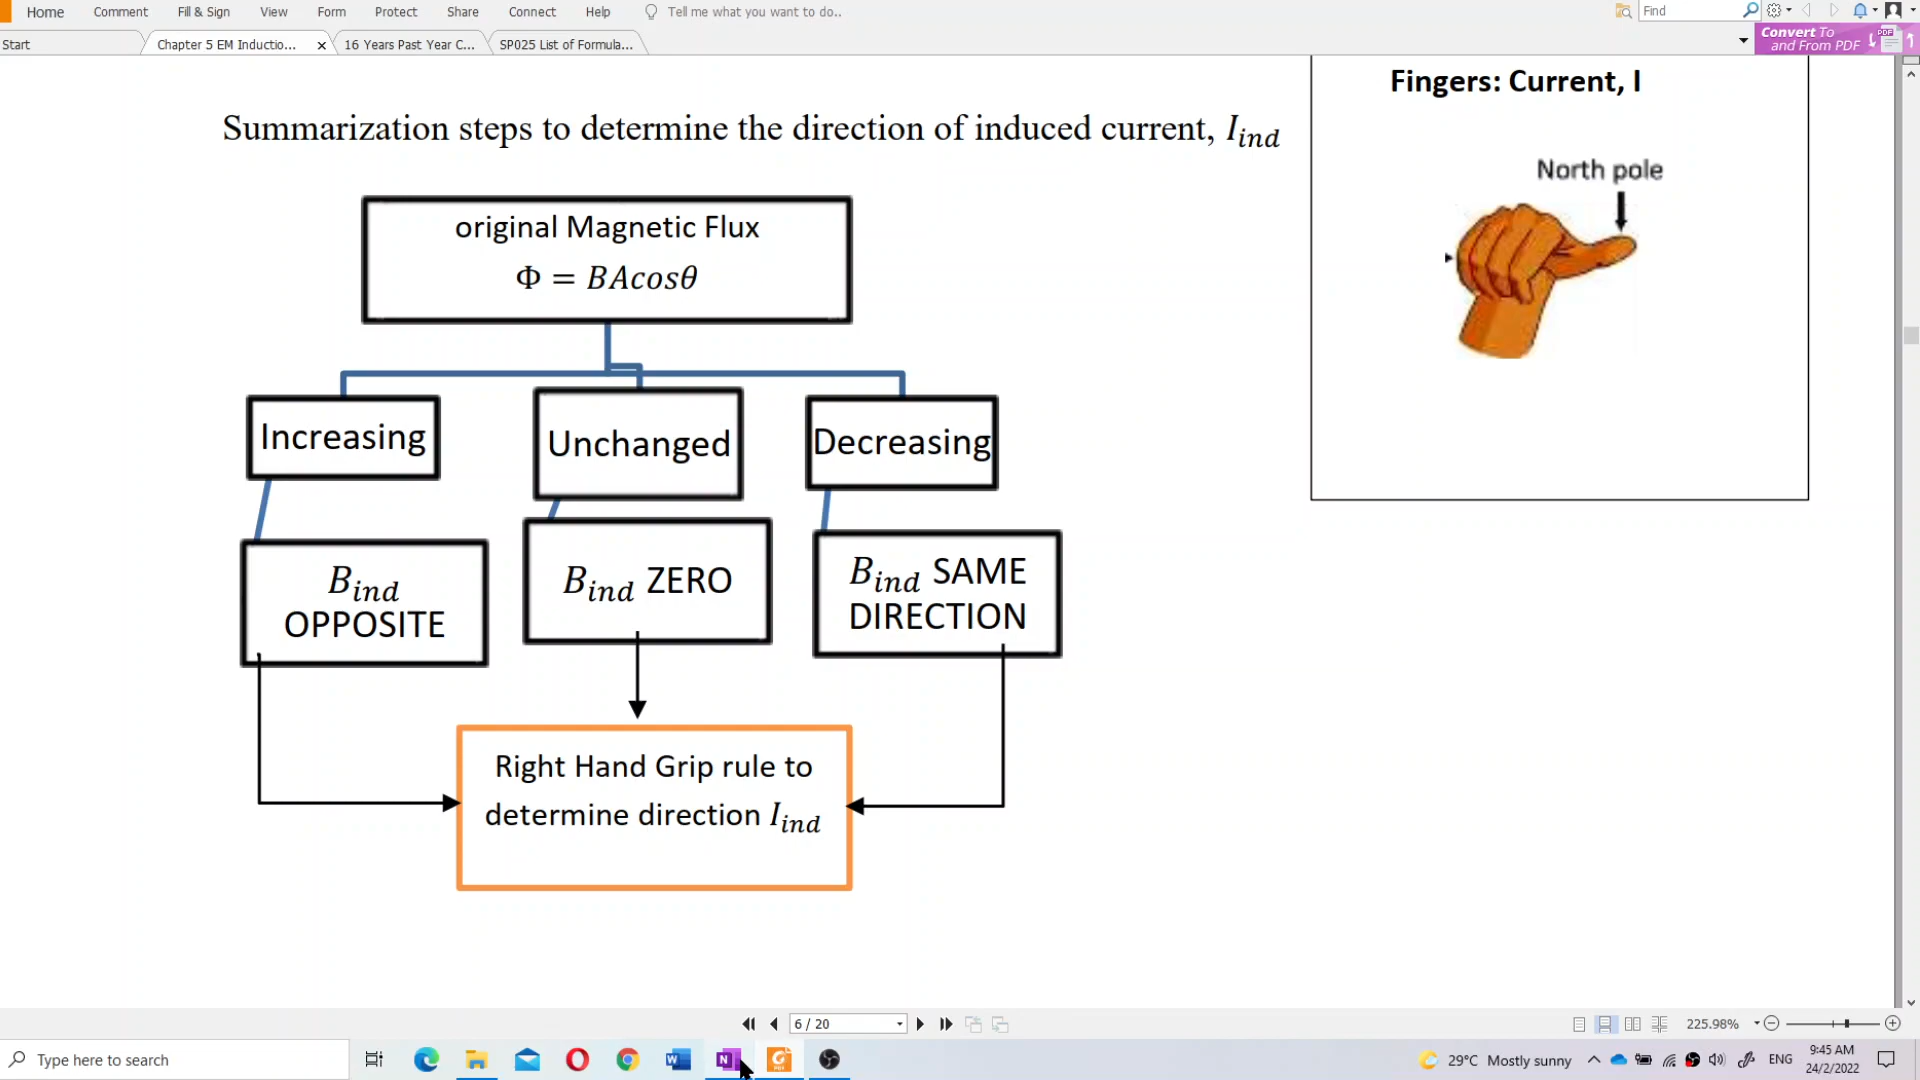 Home Comment Fill & Sign View Form Protect Share Connect Help Tell me what you want to do.. Find
Start Chapter 5 EM Inductio... 16 Years Past Year C... SP025 List of Formula... Convert To and From PDF
Fingers: Current, I
Summarization steps to determine the direction of induced current, I_ind
North pole
original Magnetic Flux
Φ = BAcosθ
Increasing
Unchanged
Decreasing
B_ind
OPPOSITE
B_ind ZERO
B_ind SAME
DIRECTION
Right Hand Grip rule to
determine direction I_ind
6 / 20 225.98%
Type here to search 29°C Mostly sunny ENG 9:45 AM
24/2/2022